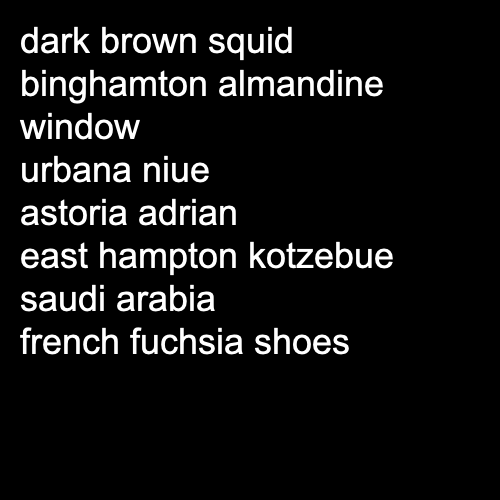 dark brown squid
binghamton almandine
window
urbana niue
astoria adrian
east hampton kotzebue
saudi arabia
french fuchsia shoes